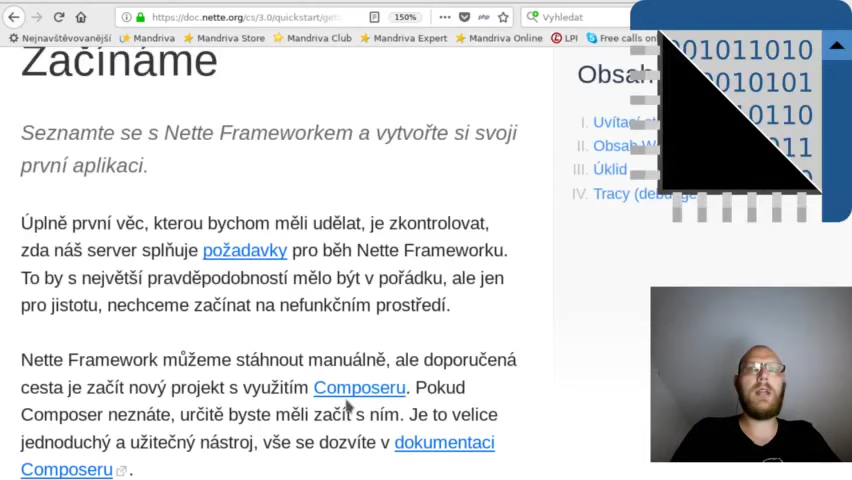 https://doc.nette.org/cs/3.0/quickstart/
150%
Vyhledat
Nejnavštěvovanější
Mandriva
Mandriva Store
Mandriva Club
Mandriva Expert
Mandriva Online
LPI
Free calls on
Začínáme
Seznamte se s Nette Frameworkem a vytvořte si svoji
první aplikaci.
Úplně první věc, kterou bychom měli udělat, je zkontrolovat,
zda náš server splňuje požadavky pro běh Nette Frameworku.
To by s největší pravděpodobností mělo být v pořádku, ale jen
pro jistotu, nechceme začínat na nefunkčním prostředí.
Nette Framework můžeme stáhnout manuálně, ale doporučená
cesta je začít nový projekt s využitím Composeru. Pokud
Composer neznáte, určitě byste měli začít s ním. Je to velice
jednoduchý a užitečný nástroj, vše se dozvíte v dokumentaci
Composeru.
Obsah
I. Uvítací
II. Obsah
III. Úklid
IV. Tracy
001011010
010101
0110
011